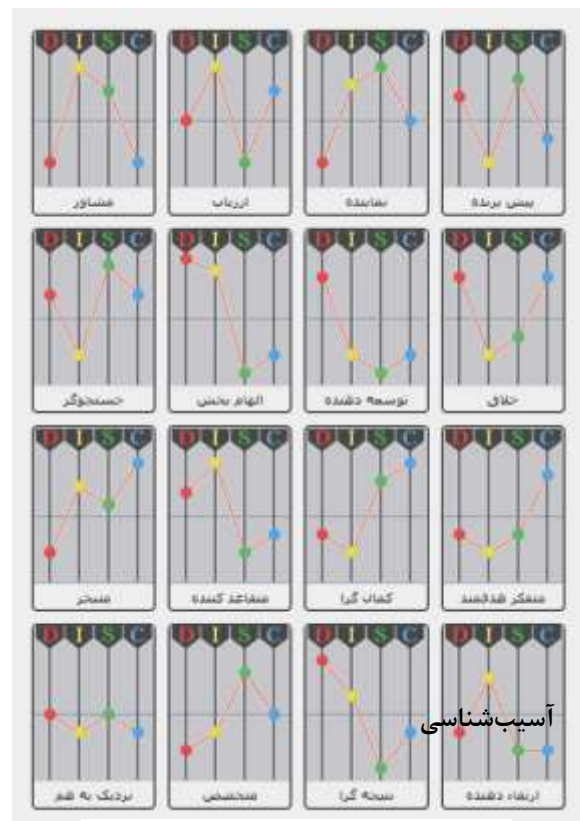 D I S C D I S C D I S C D I S C
پیش برنده نماینده ارزیاب مشاور
D I S C D I S C D I S C D I S C
خلاق توسعه دهنده الهام بخش جستجوگر
D I S C D I S C D I S C D I S C
متفکر هدفمند کمال گرا متقاعد کننده متبحر
D I S C D I S C D I S C D I S C
آسیب‌شناسی
ارتقاء دهنده نتیجه گرا متخصص نزدیک به هم